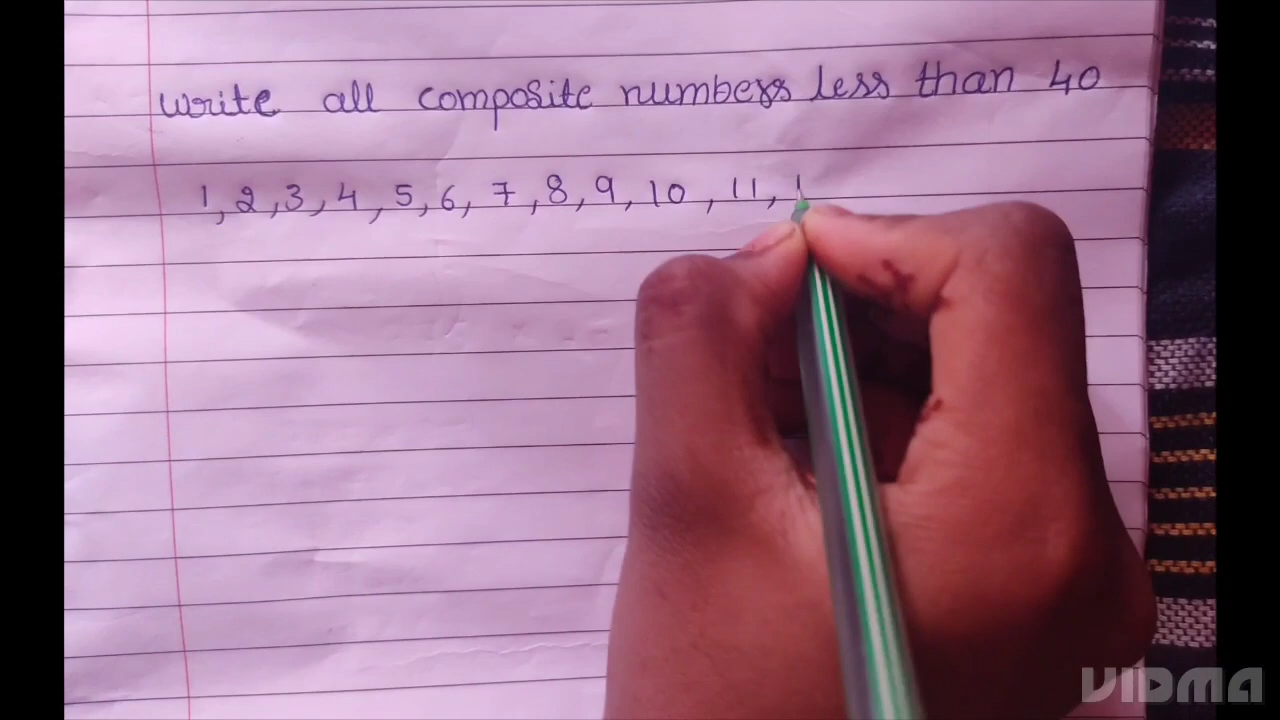 write all composite numbers less than 40
1, 2, 3, 4, 5, 6, 7, 8, 9, 10, 11, 1
VIDMA